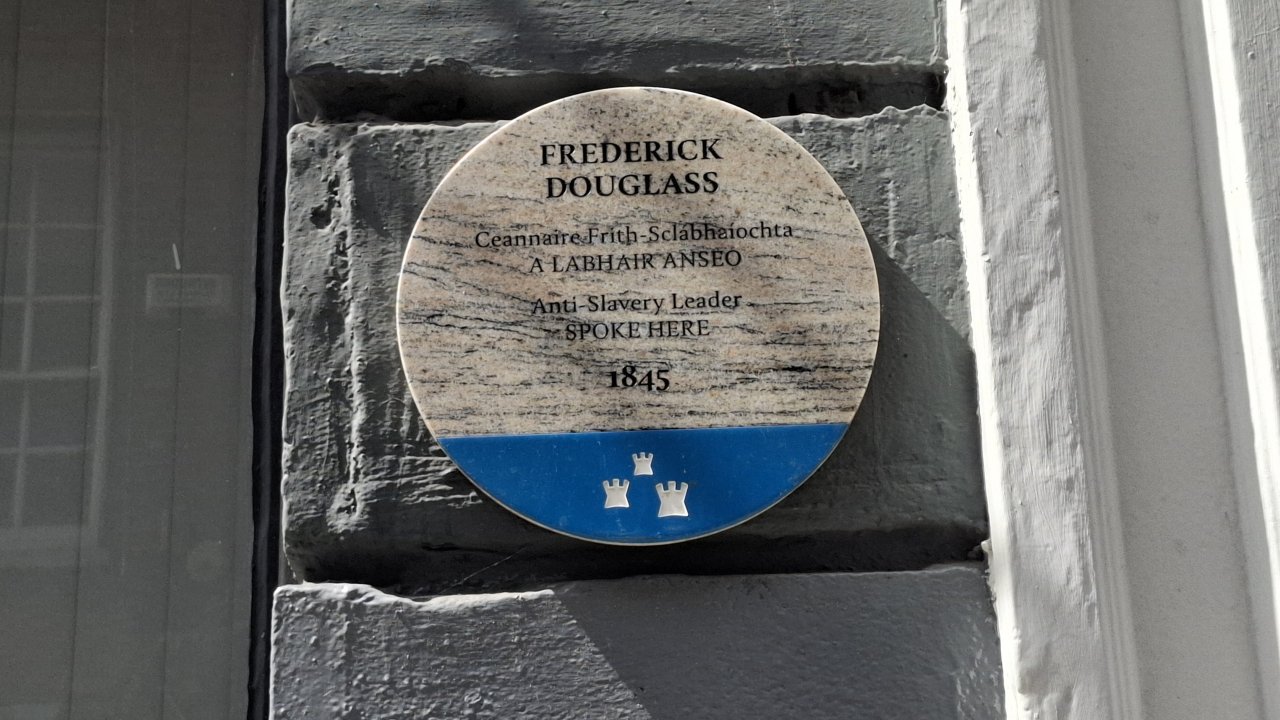 FREDERICK
DOUGLASS
Ceannaire Frith-Sclábhaíochta
A LABHAIR ANSEO
Anti-Slavery Leader
SPOKE HERE
1845